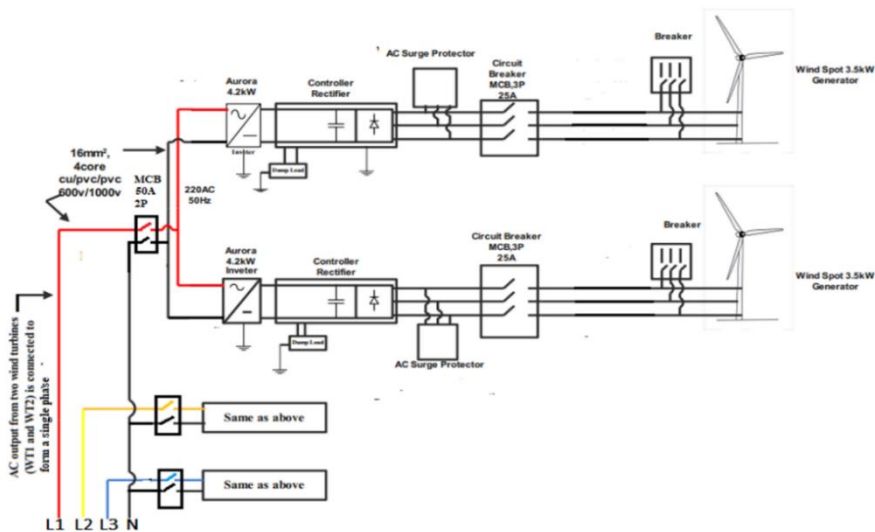 AC Surge Protector
Breaker
Circuit
Breaker
MCB,3P
25A
Wind Spot 3.5kW
Generator
Aurora
4.2kW
Inveter
Controller
Rectifier
Dump Load
16mm²,
4core
cu/pvc/pvc
600v/1000v
MCB
50A
2P
220AC
50Hz
Aurora
4.2kW
Inveter
Controller
Rectifier
Dump Load
AC Surge Protector
Circuit Breaker
MCB,3P
25A
Breaker
Wind Spot 3.5kW
Generator
AC output from two wind turbines
(WT1 and WT2) is connected to
form a single phase
Same as above
Same as above
L1 L2 L3 N